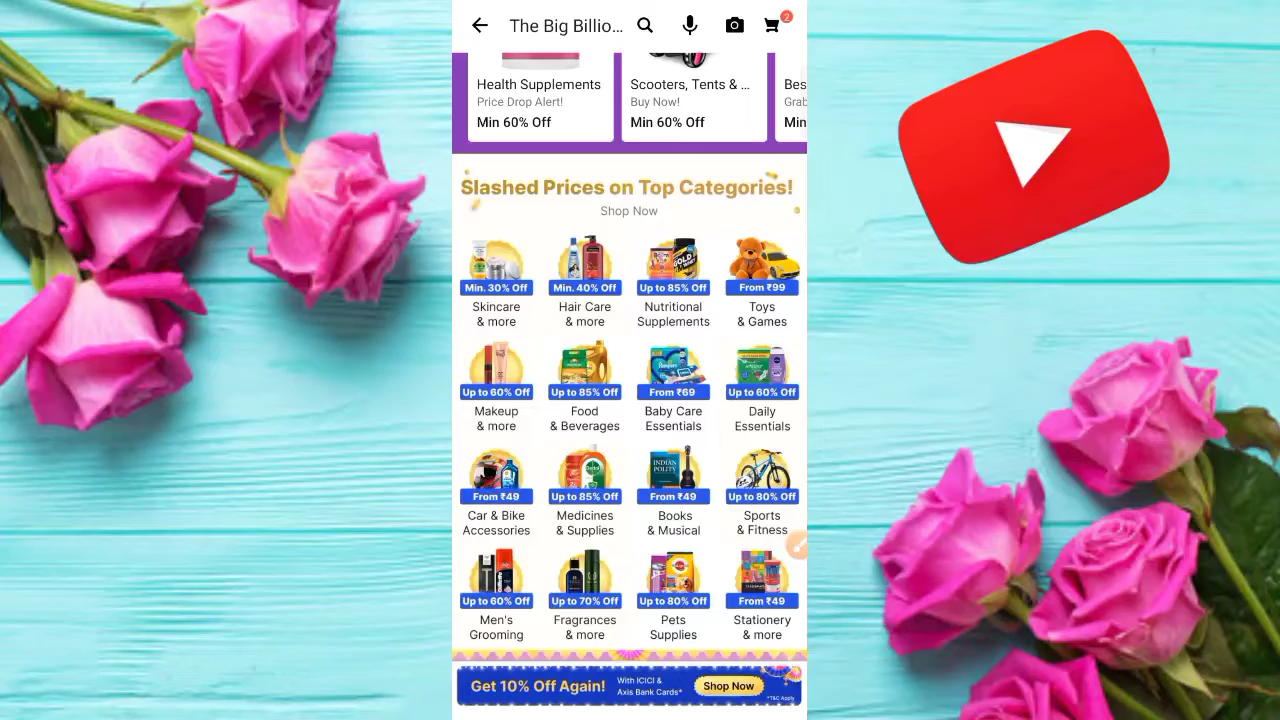 The Big Billio...
2
Health Supplements
Price Drop Alert!
Min 60% Off
Scooters, Tents & ...
Buy Now!
Min 60% Off
Bes
Grab
Min
Slashed Prices on Top Categories!
Shop Now
Min. 30% Off
Min. 40% Off
Up to 85% Off
From ₹99
Skincare
& more
Hair Care
& more
Nutritional
Supplements
Toys
& Games
Up to 60% Off
Up to 85% Off
From ₹69
Up to 60% Off
Makeup
& more
Food
& Beverages
Baby Care
Essentials
Daily
Essentials
INDIAN
POLITY
From ₹49
Up to 85% Off
From ₹49
Up to 80% Off
Car & Bike
Accessories
Medicines
& Supplies
Books
& Musical
Sports
& Fitness
Up to 60% Off
Up to 70% Off
Up to 80% Off
From ₹49
Men's
Grooming
Fragrances
& more
Pets
Supplies
Stationery
& more
Get 10% Off Again!
With ICICI &
Axis Bank Cards*
Shop Now
*T&C Apply